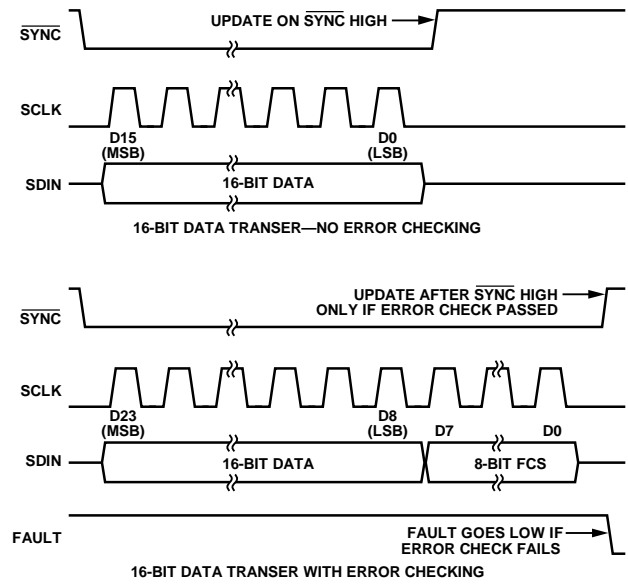 UPDATE ON SYNC HIGH
SYNC
SCLK
D15
(MSB)
D0
(LSB)
SDIN
16-BIT DATA
16-BIT DATA TRANSER—NO ERROR CHECKING
UPDATE AFTER SYNC HIGH
ONLY IF ERROR CHECK PASSED
SYNC
SCLK
D23
(MSB)
D8
(LSB)
D7
D0
SDIN
16-BIT DATA
8-BIT FCS
FAULT
FAULT GOES LOW IF
ERROR CHECK FAILS
16-BIT DATA TRANSER WITH ERROR CHECKING